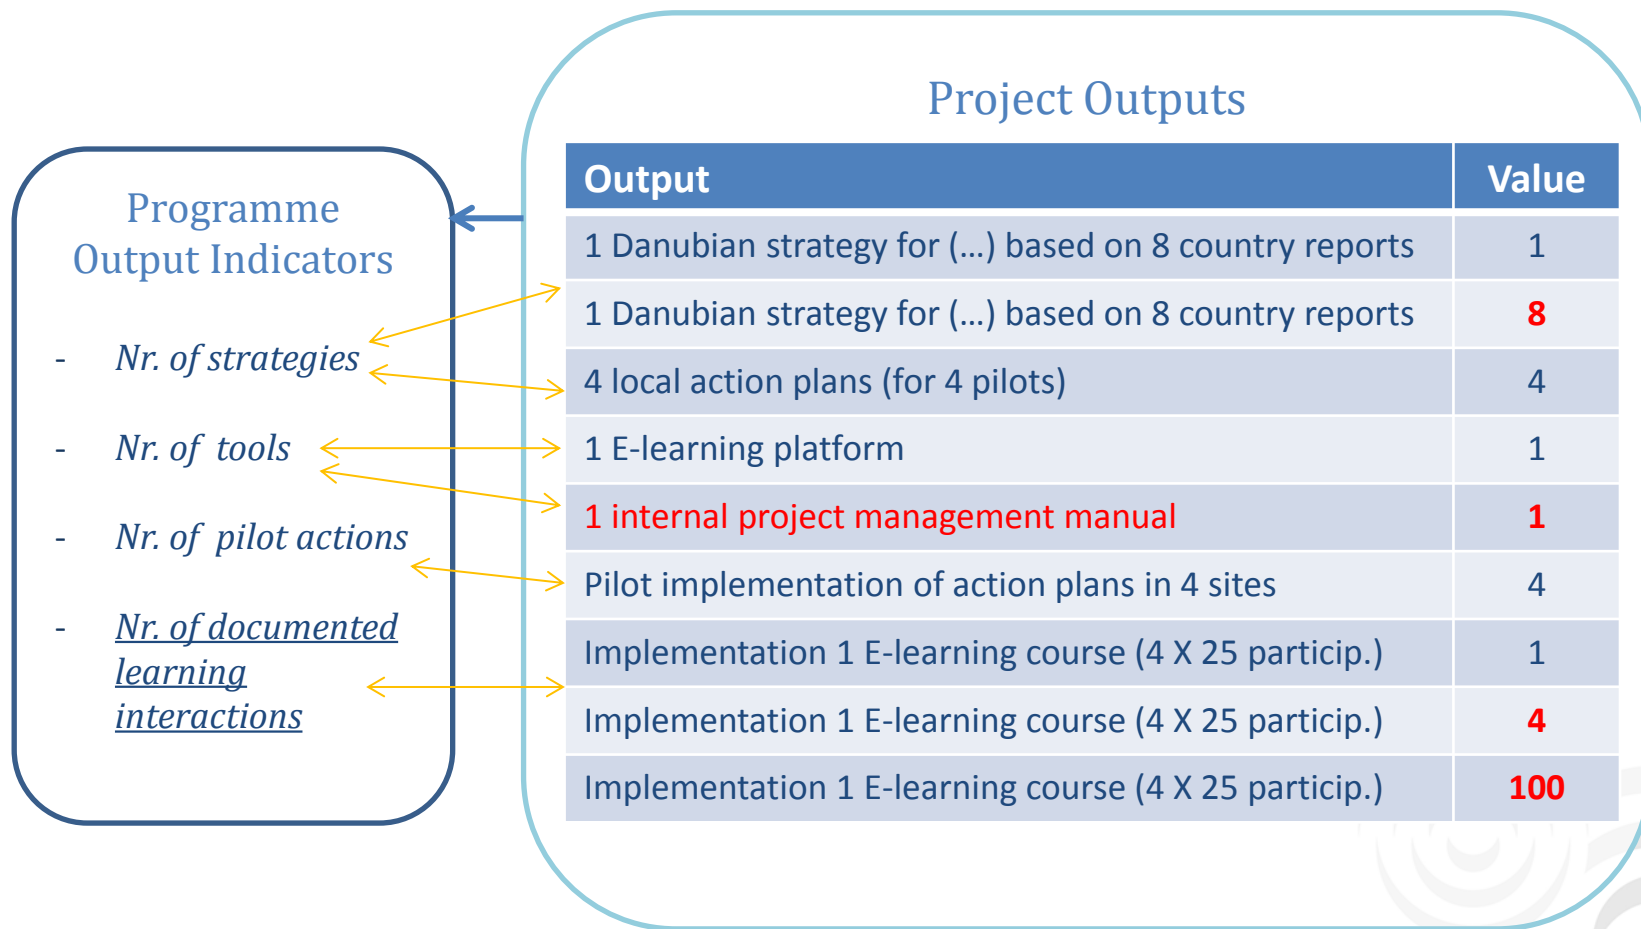 Programme
Output Indicators
- Nr. of strategies
- Nr. of tools
- Nr. of pilot actions
- Nr. of documented
learning
interactions
Project Outputs
Output Value
1 Danubian strategy for (...) based on 8 country reports 1
1 Danubian strategy for (...) based on 8 country reports 8
4 local action plans (for 4 pilots) 4
1 E-learning platform 1
1 internal project management manual 1
Pilot implementation of action plans in 4 sites 4
Implementation 1 E-learning course (4 X 25 particip.) 1
Implementation 1 E-learning course (4 X 25 particip.) 4
Implementation 1 E-learning course (4 X 25 particip.) 100